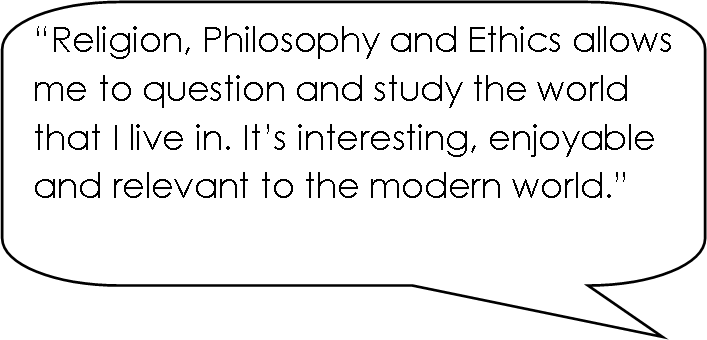 “Religion, Philosophy and Ethics allows
me to question and study the world
that I live in. It’s interesting, enjoyable
and relevant to the modern world.”